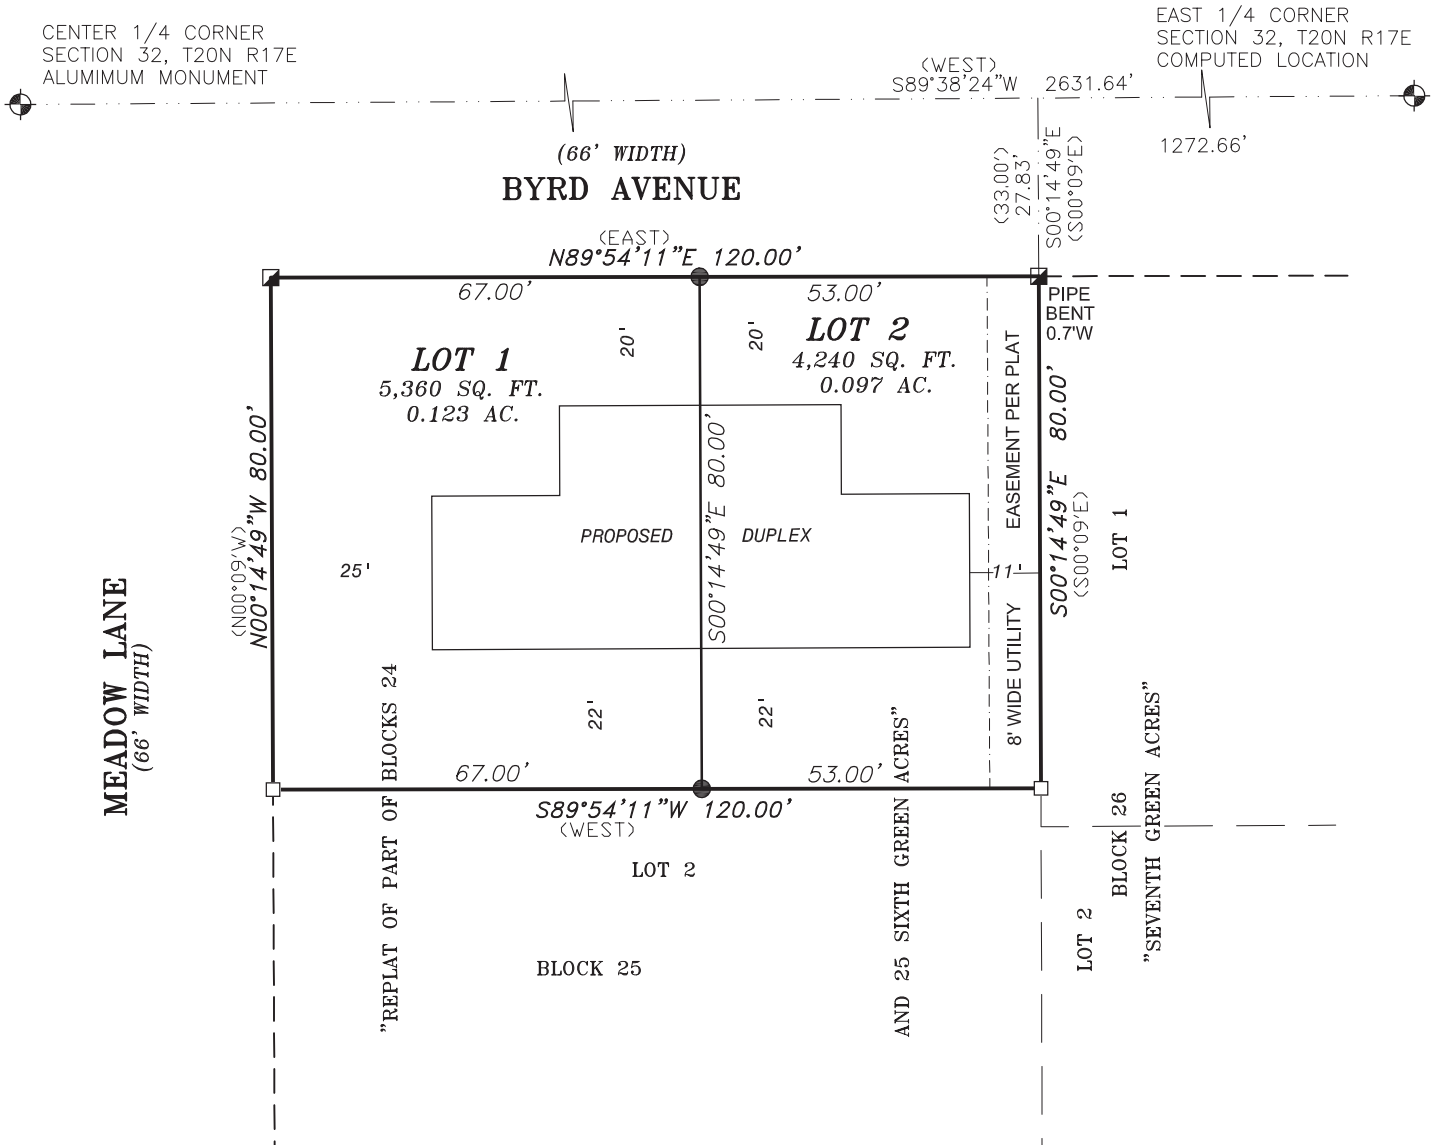 CENTER 1/4 CORNER
SECTION 32, T20N R17E
ALUMIMUM MONUMENT
EAST 1/4 CORNER
SECTION 32, T20N R17E
COMPUTED LOCATION
(WEST)
S89°38'24"W 2631.64'
1272.66'
(66' WIDTH)
BYRD AVENUE
(33.00')
27.83'
S00°14'49"E
(S00°09'E)
(EAST)
N89°54'11"E 120.00'
67.00'
53.00'
PIPE
BENT
0.7'W
20'
20'
LOT 1
5,360 SQ. FT.
0.123 AC.
LOT 2
4,240 SQ. FT.
0.097 AC.
(N00°09'W)
N00°14'49"W 80.00'
S00°14'49"E 80.00'
8' WIDE UTILITY EASEMENT PER PLAT
S00°14'49"E 80.00'
(S00°09'E)
LOT 1
PROPOSED DUPLEX
25'
11'
MEADOW LANE
(66' WIDTH)
22'
22'
67.00'
53.00'
S89°54'11"W 120.00'
(WEST)
LOT 2
BLOCK 25
"REPLAT OF PART OF BLOCKS 24
AND 25 SIXTH GREEN ACRES"
LOT 2
BLOCK 26
"SEVENTH GREEN ACRES"